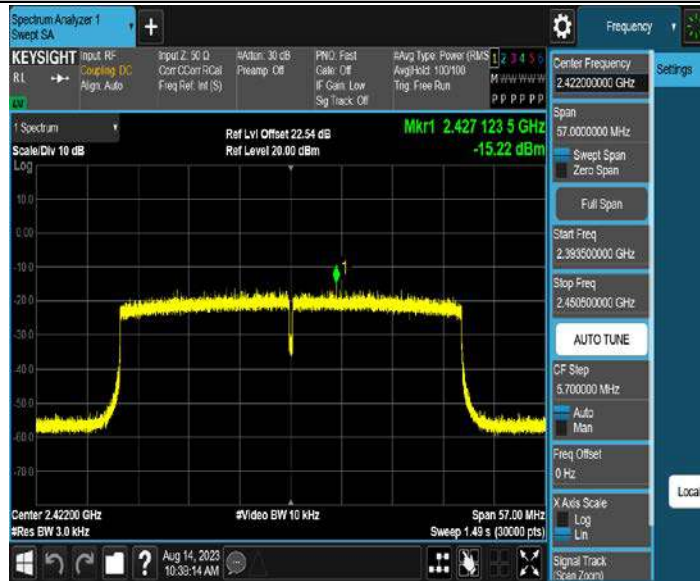 Spectrum Analyzer 1
Swept SA
+
Frequency
KEYSIGHT
Input: RF
Coupling: DC
Align: Auto
Input Z: 50 Ω
Corr CCorr RCal
Freq Ref: Int (S)
#Atten: 30 dB
Preamp: Off
PNO: Fast
Gate: Off
IF Gain: Low
Sig Track: Off
#Avg Type: Power (RMS
Avg|Hold: 100/100
Trig: Free Run
1 2 3 4 5 6
M W W W W W
P P P P P P
RL
LV
Center Frequency
2.422000000 GHz
Settings
1 Spectrum
Scale/Div 10 dB
Log
Ref Lvl Offset 22.54 dB
Ref Level 20.00 dBm
Mkr1 2.427 123 5 GHz
-15.22 dBm
Span
57.0000000 MHz
Swept Span
Zero Span
Full Span
Start Freq
2.393500000 GHz
Stop Freq
2.450500000 GHz
AUTO TUNE
CF Step
5.700000 MHz
Auto
Man
Freq Offset
0 Hz
X Axis Scale
Log
Lin
Local
Signal Track
(Span Zoom)
10.0
0.00
-10.0
-20.0
-30.0
-40.0
-50.0
-60.0
-70.0
1
Center 2.42200 GHz
#Res BW 3.0 kHz
#Video BW 10 kHz
Span 57.00 MHz
Sweep 1.49 s (30000 pts)
?
Aug 14, 2023
10:39:14 AM